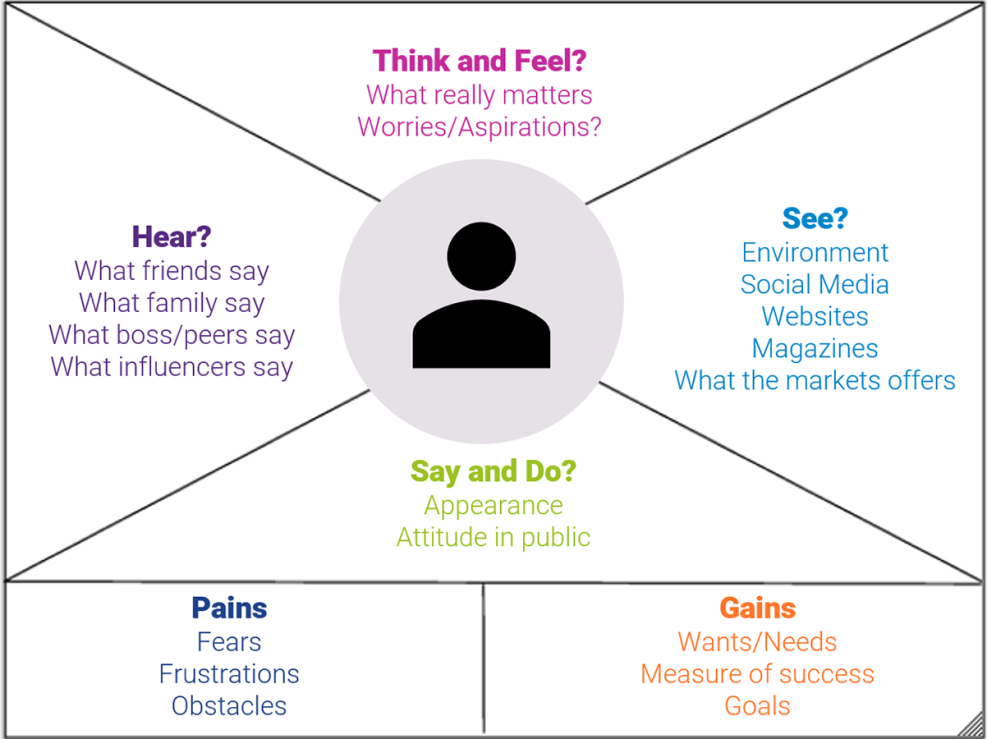 Think and Feel?
What really matters
Worries/Aspirations?
Hear?
What friends say
What family say
What boss/peers say
What influencers say
See?
Environment
Social Media
Websites
Magazines
What the markets offers
Say and Do?
Appearance
Attitude in public
Pains
Fears
Frustrations
Obstacles
Gains
Wants/Needs
Measure of success
Goals